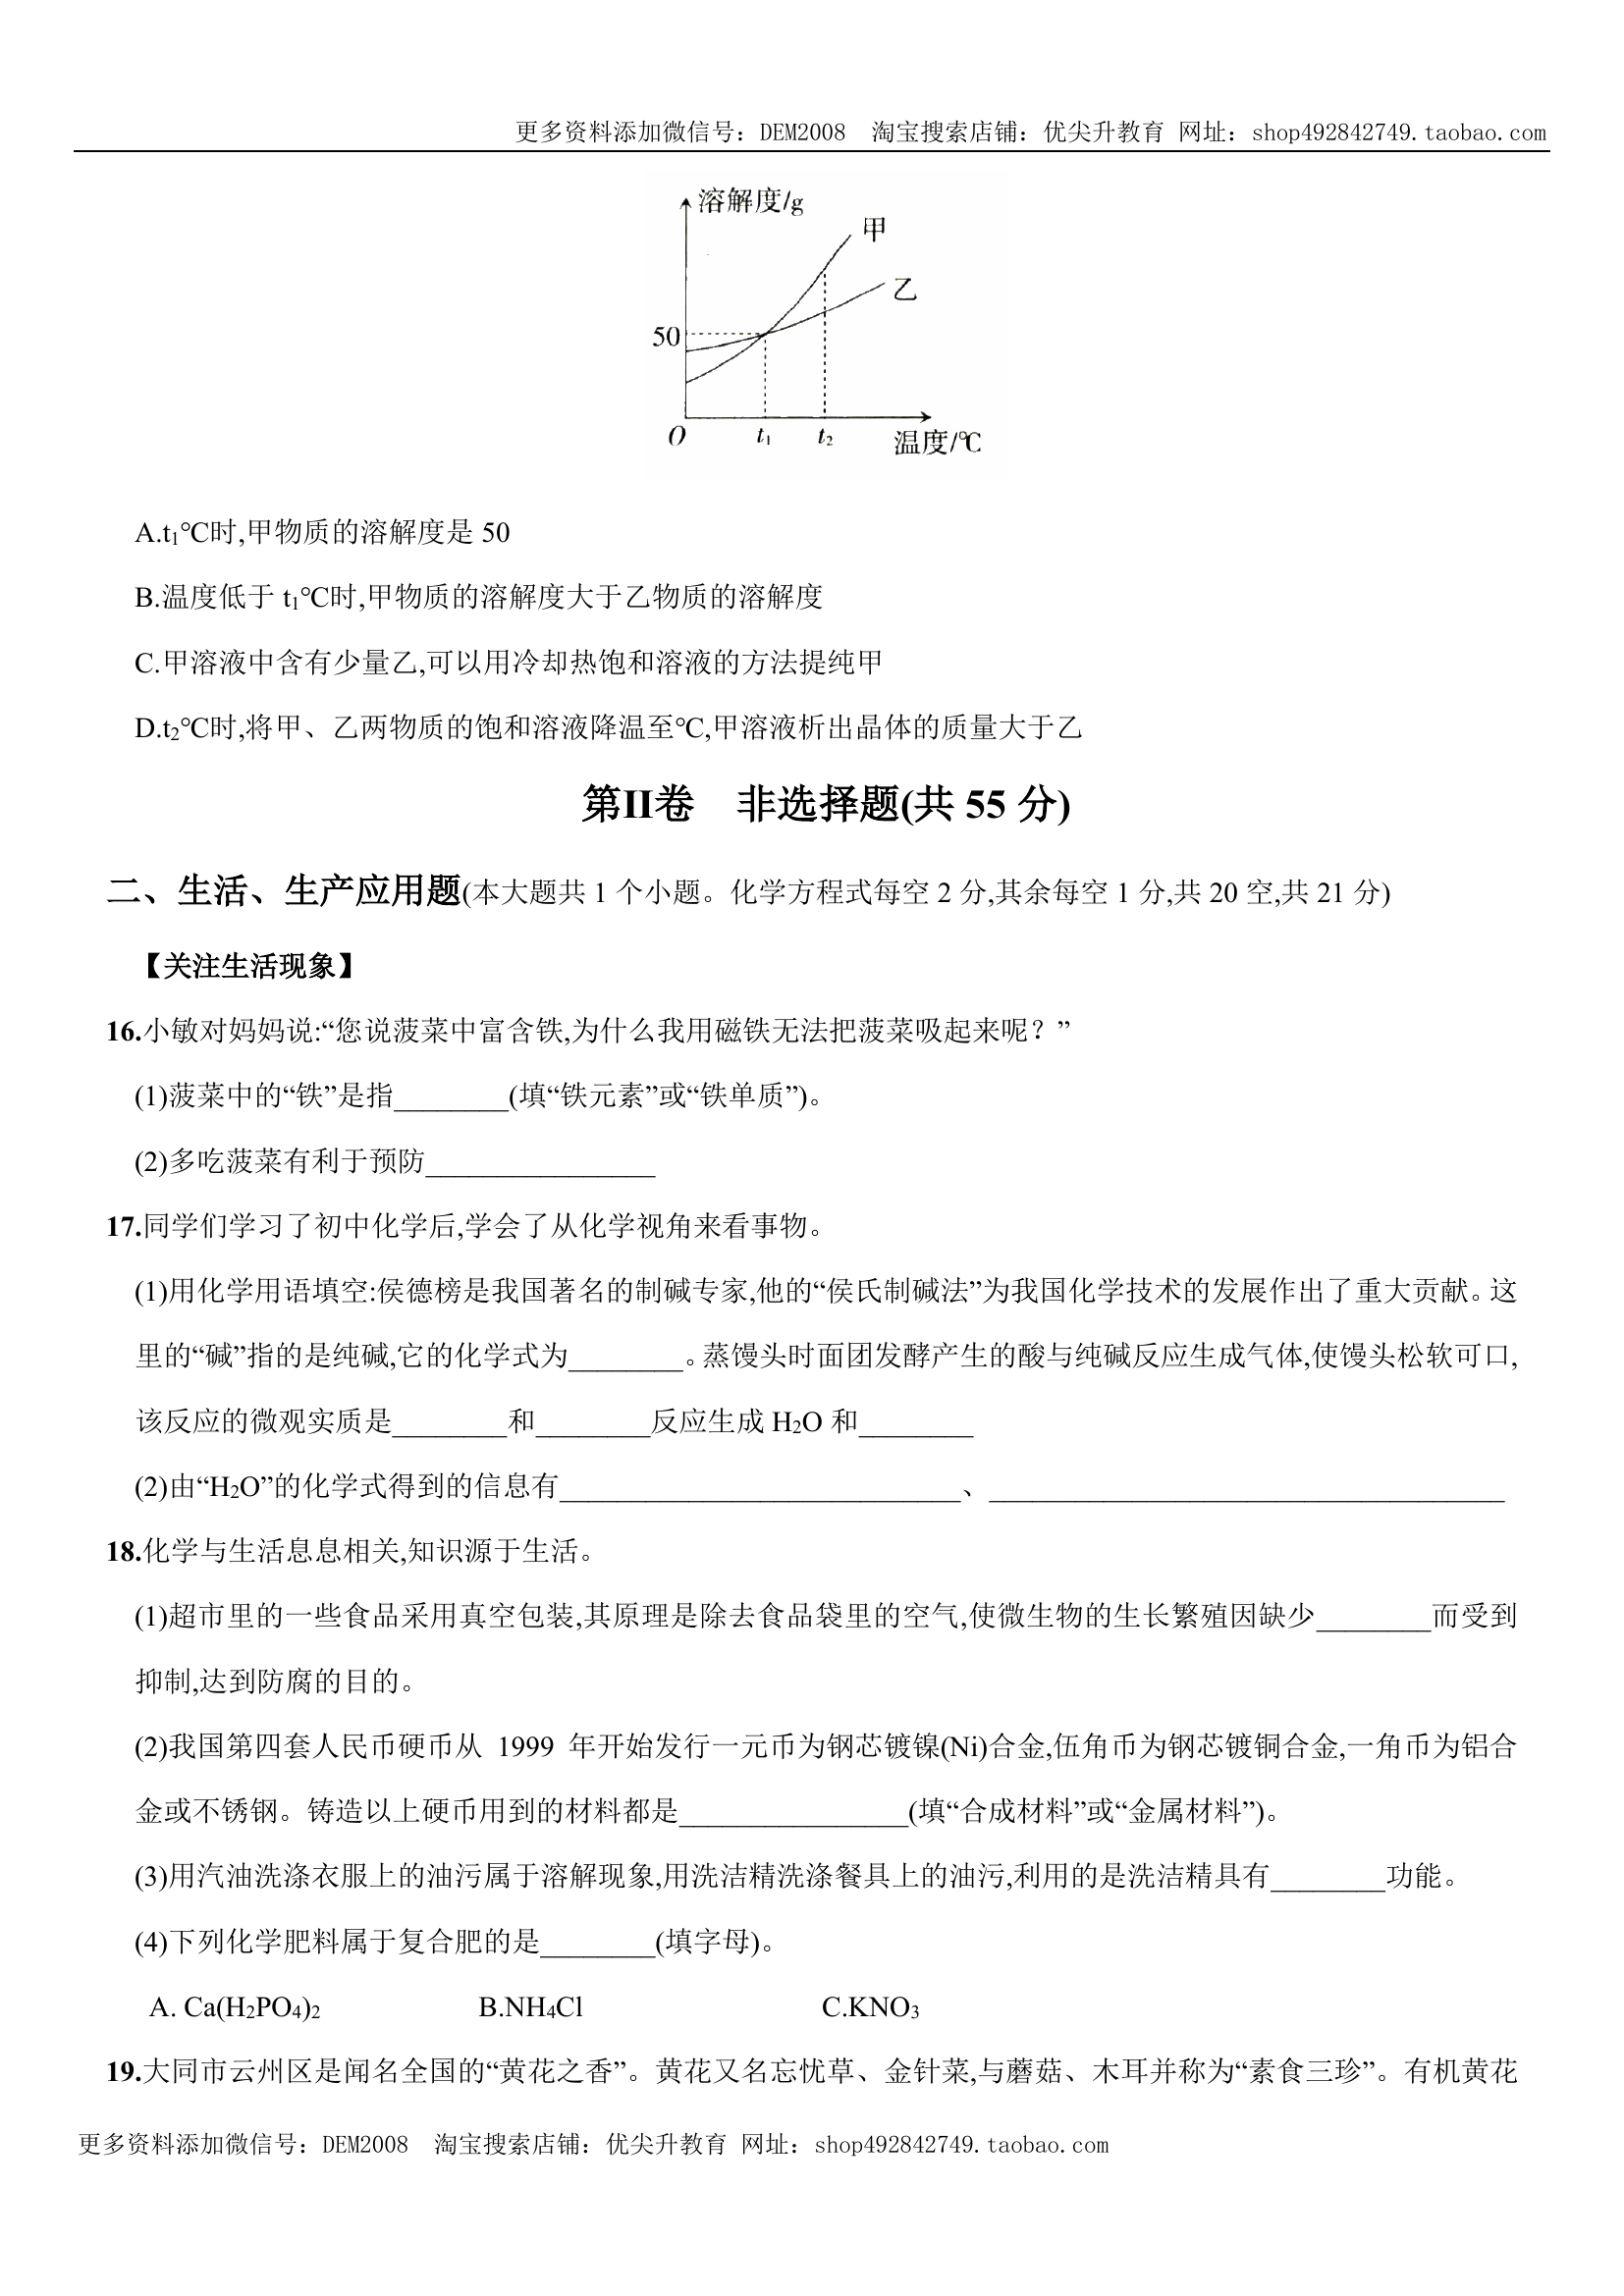 更多资料添加微信号：DEM2008 淘宝搜索店铺：优尖升教育 网址：shop492842749.taobao.com
溶解度/g
甲
乙
50
O t₁ t₂ 温度/℃
A.t₁℃时,甲物质的溶解度是 50
B.温度低于 t₁℃时,甲物质的溶解度大于乙物质的溶解度
C.甲溶液中含有少量乙,可以用冷却热饱和溶液的方法提纯甲
D.t₂℃时,将甲、乙两物质的饱和溶液降温至℃,甲溶液析出晶体的质量大于乙
第II卷 非选择题(共 55 分)
二、生活、生产应用题(本大题共 1 个小题。化学方程式每空 2 分,其余每空 1 分,共 20 空,共 21 分)
【关注生活现象】
16.小敏对妈妈说:“您说菠菜中富含铁,为什么我用磁铁无法把菠菜吸起来呢？”
(1)菠菜中的“铁”是指________(填“铁元素”或“铁单质”)。
(2)多吃菠菜有利于预防________________
17.同学们学习了初中化学后,学会了从化学视角来看事物。
(1)用化学用语填空:侯德榜是我国著名的制碱专家,他的“侯氏制碱法”为我国化学技术的发展作出了重大贡献。这
里的“碱”指的是纯碱,它的化学式为________。蒸馒头时面团发酵产生的酸与纯碱反应生成气体,使馒头松软可口,
该反应的微观实质是________和________反应生成 H₂O 和________
(2)由“H₂O”的化学式得到的信息有____________________________、____________________________________
18.化学与生活息息相关,知识源于生活。
(1)超市里的一些食品采用真空包装,其原理是除去食品袋里的空气,使微生物的生长繁殖因缺少________而受到
抑制,达到防腐的目的。
(2)我国第四套人民币硬币从 1999 年开始发行一元币为钢芯镀镍(Ni)合金,伍角币为钢芯镀铜合金,一角币为铝合
金或不锈钢。铸造以上硬币用到的材料都是________________(填“合成材料”或“金属材料”)。
(3)用汽油洗涤衣服上的油污属于溶解现象,用洗洁精洗涤餐具上的油污,利用的是洗洁精具有________功能。
(4)下列化学肥料属于复合肥的是________(填字母)。
A. Ca(H₂PO₄)₂ B.NH₄Cl C.KNO₃
19.大同市云州区是闻名全国的“黄花之香”。黄花又名忘忧草、金针菜,与蘑菇、木耳并称为“素食三珍”。有机黄花
更多资料添加微信号：DEM2008 淘宝搜索店铺：优尖升教育 网址：shop492842749.taobao.com